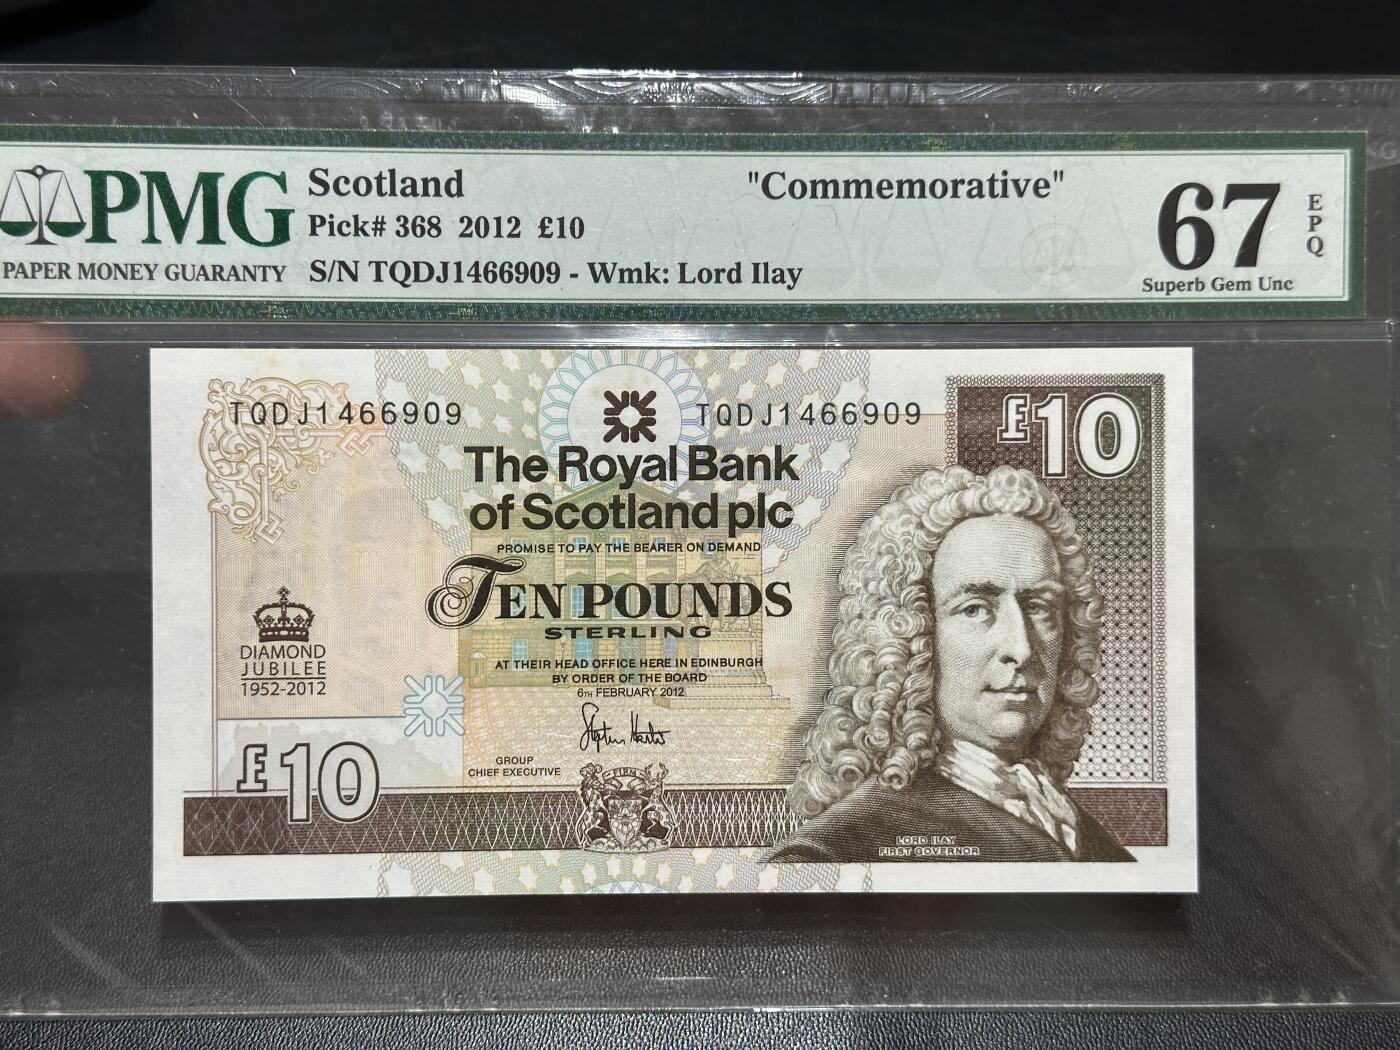 PMG
PAPER MONEY GUARANTY
Scotland
Pick# 368 2012 £10
S/N TQDJ1466909 - Wmk: Lord Ilay
"Commemorative"
67
EPQ
Superb Gem Unc
TQDJ1466909
TQDJ1466909
£10
The Royal Bank
of Scotland plc
PROMISE TO PAY THE BEARER ON DEMAND
TEN POUNDS
STERLING
AT THEIR HEAD OFFICE HERE IN EDINBURGH
BY ORDER OF THE BOARD
6TH FEBRUARY 2012
DIAMOND
JUBILEE
1952-2012
£10
GROUP
CHIEF EXECUTIVE
FIRM
LORD ILAY
FIRST GOVERNOR